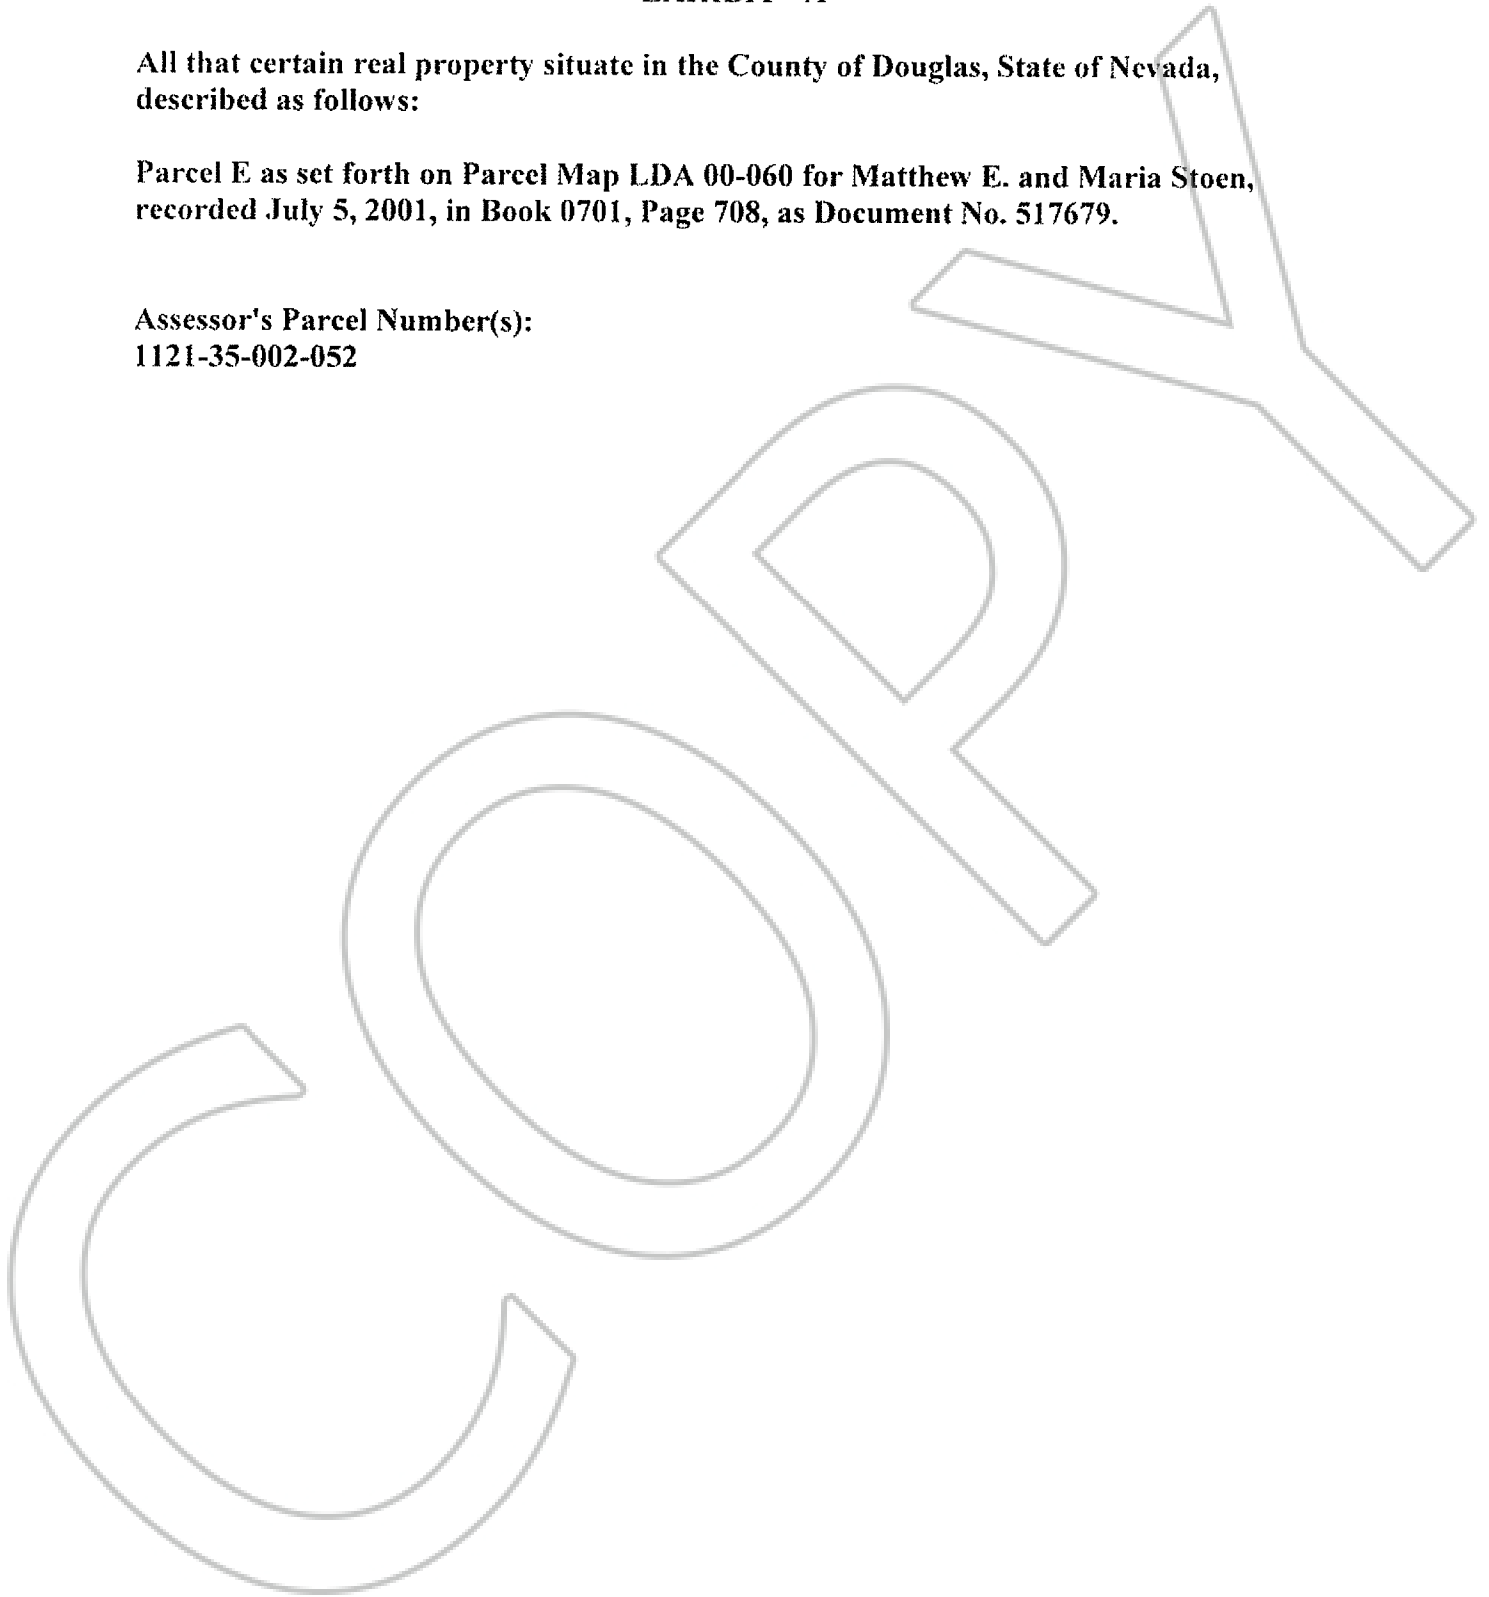 All that certain real property situate in the County of Douglas, State of Nevada,
described as follows:
Parcel E as set forth on Parcel Map LDA 00-060 for Matthew E. and Maria Stoen,
recorded July 5, 2001, in Book 0701, Page 708, as Document No. 517679.
Assessor's Parcel Number(s):
1121-35-002-052
COPY